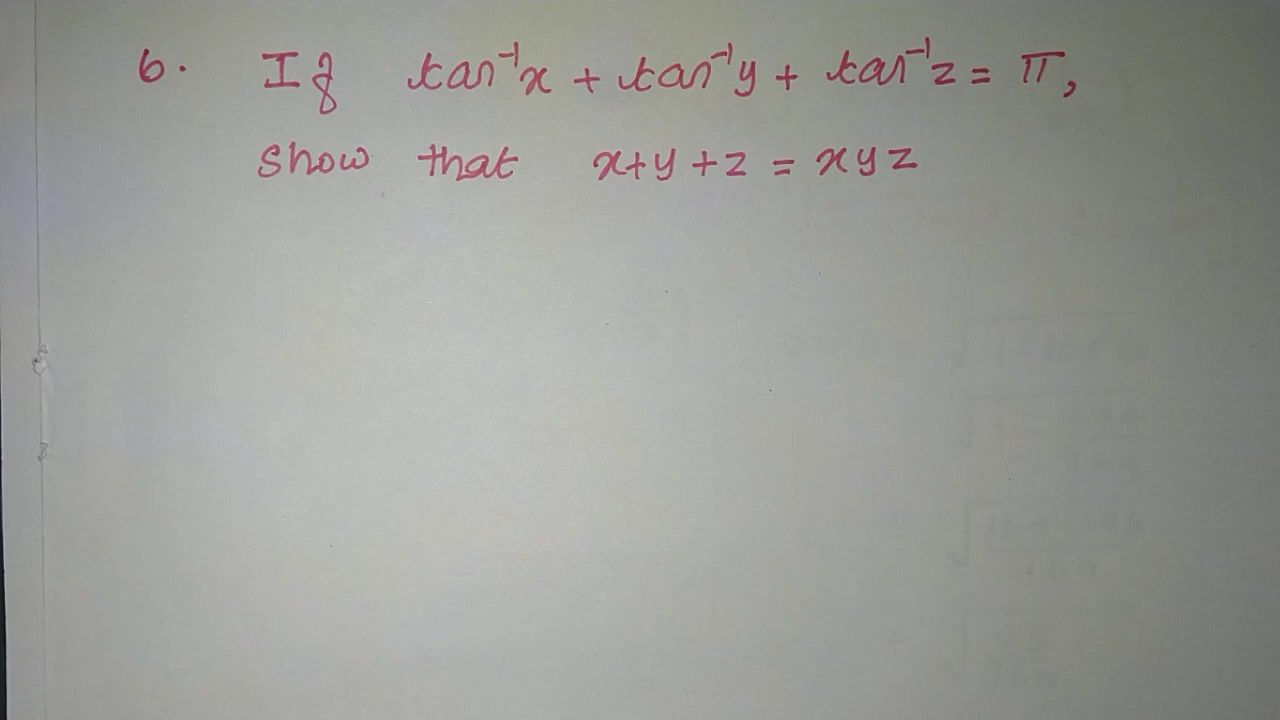 6. If tan⁻¹x + tan⁻¹y + tan⁻¹z = π,
show that x+y+z = xyz